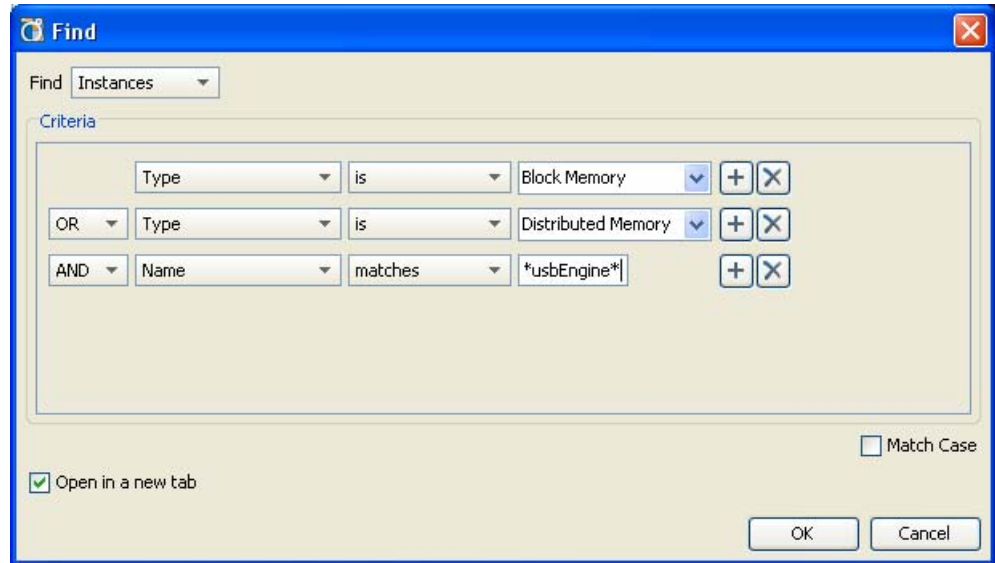 Find
Find Instances
Criteria
Type is Block Memory
OR Type is Distributed Memory
AND Name matches *usbEngine*
Match Case
Open in a new tab
OK Cancel